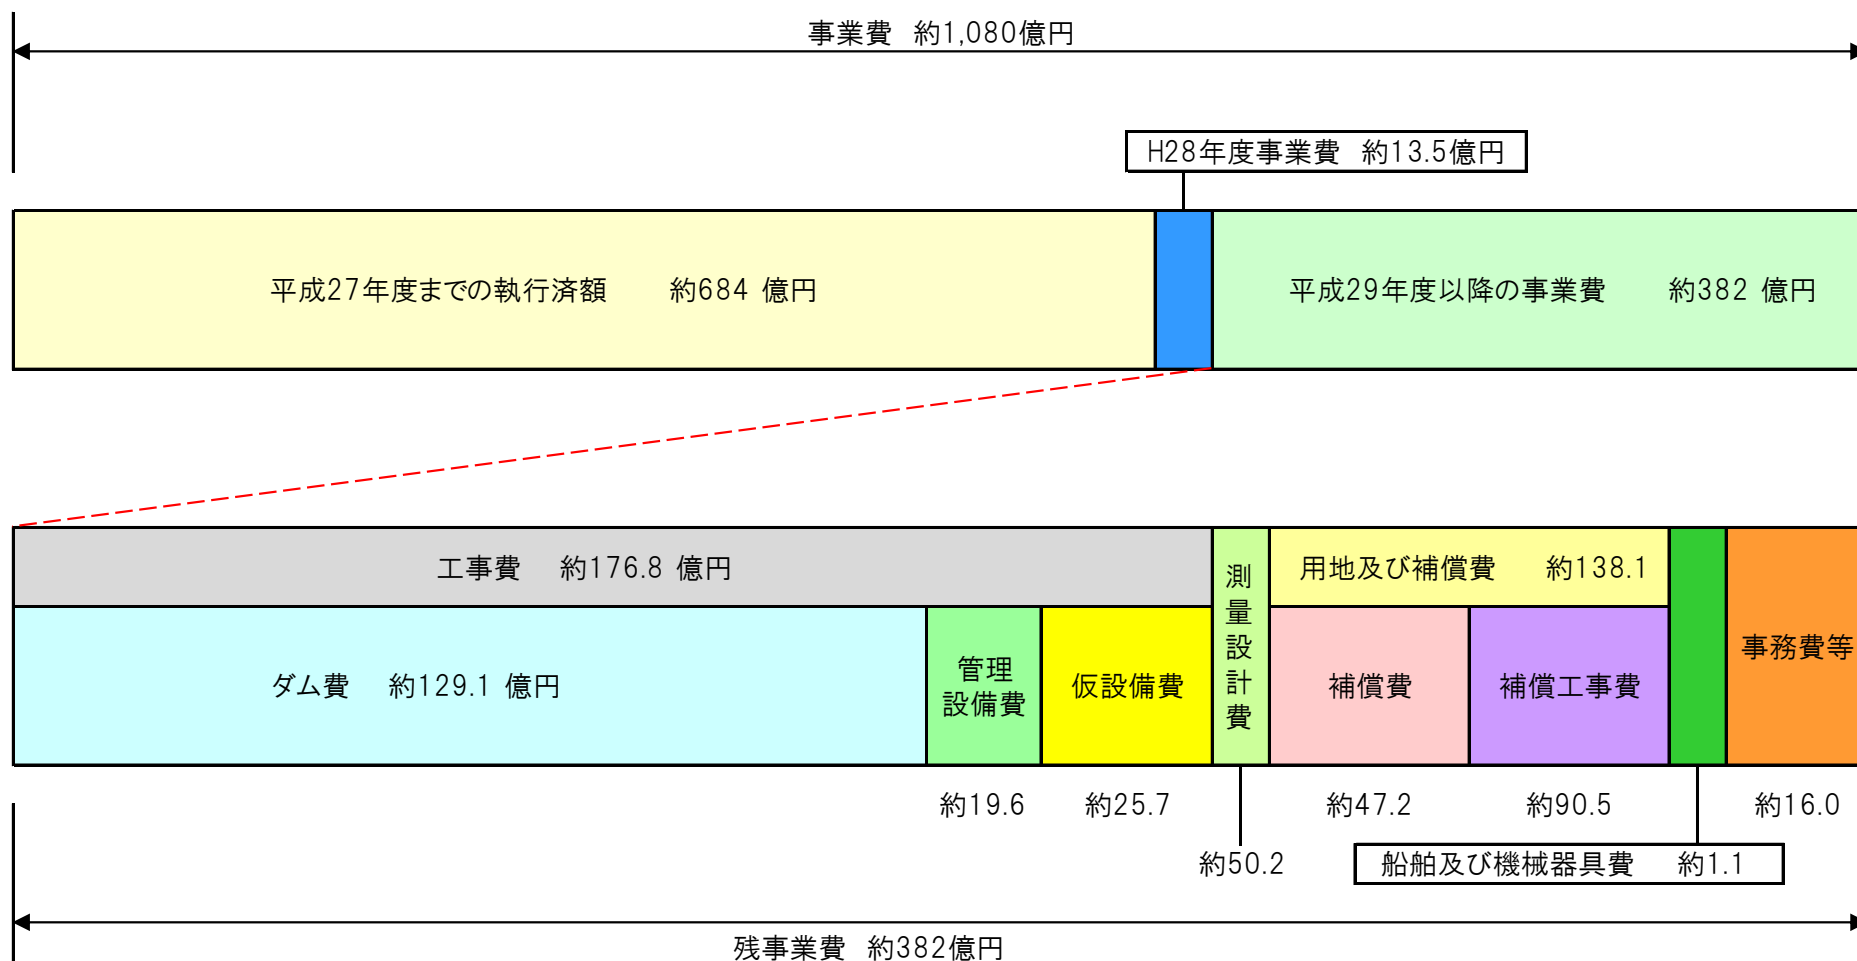 事業費　約1,080億円
H28年度事業費　約13.5億円
平成27年度までの執行済額　　約684 億円
平成29年度以降の事業費　　約382 億円
工事費　約176.8 億円
測量設計費
用地及び補償費　約138.1
ダム費　約129.1 億円
管理
設備費
仮設備費
補償費
補償工事費
事務費等
約19.6
約25.7
約47.2
約90.5
約16.0
約50.2
船舶及び機械器具費　約1.1
残事業費　約382億円